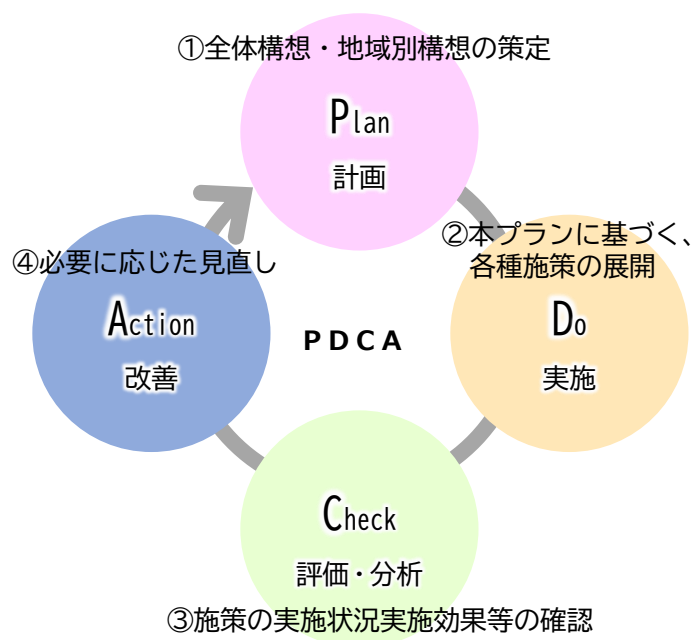 ①全体構想・地域別構想の策定
Plan
計画
②本プランに基づく、
各種施策の展開
Do
実施
④必要に応じた見直し
Action
改善
PDCA
Check
評価・分析
③施策の実施状況実施効果等の確認